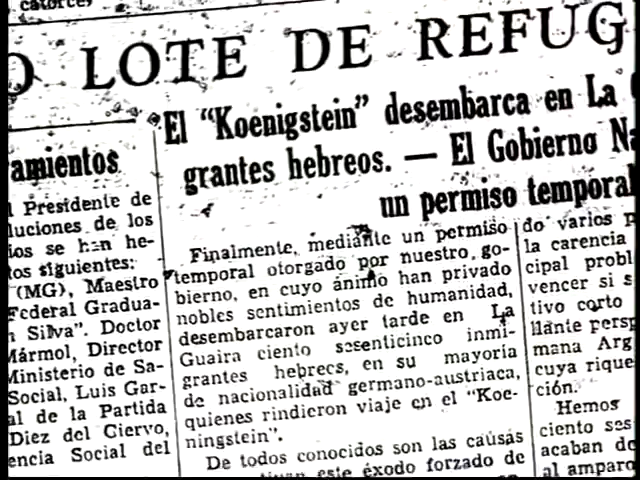 catorce,
O LOTE DE REFUG
El "Koenigstein" desembarca en La
grantes hebreos. — El Gobierno Na
un permiso temporal
amientos
l Presidente de
luciones de los
ios se han he-
tos siguientes:
(MG), Maestro
Federal Gradua-
n Silva". Doctor
Mármol, Director
Ministerio de Sa-
Social, Luis Gar-
al de la Partida
Diez del Ciervo,
encia Social del
Finalmente, mediante un permiso
temporal otorgado por nuestro go-
bierno, en cuyo ánimo han privado
nobles sentimientos de humanidad,
desembarcaron ayer tarde en La
Guaira ciento sesenticinco inmi-
grantes hebreos, en su mayoría
de nacionalidad germano-austriaca,
quienes rindieron viaje en el "Koe-
ningstein".
De todos conocidos son las causas
este éxodo forzado de
do varios p
la carencia
cipal probl
vencer si s
tivo corto
llante persp
mana Arg
cuya rique
ción.
Hemos
ciento ses
acaban de
al amparo